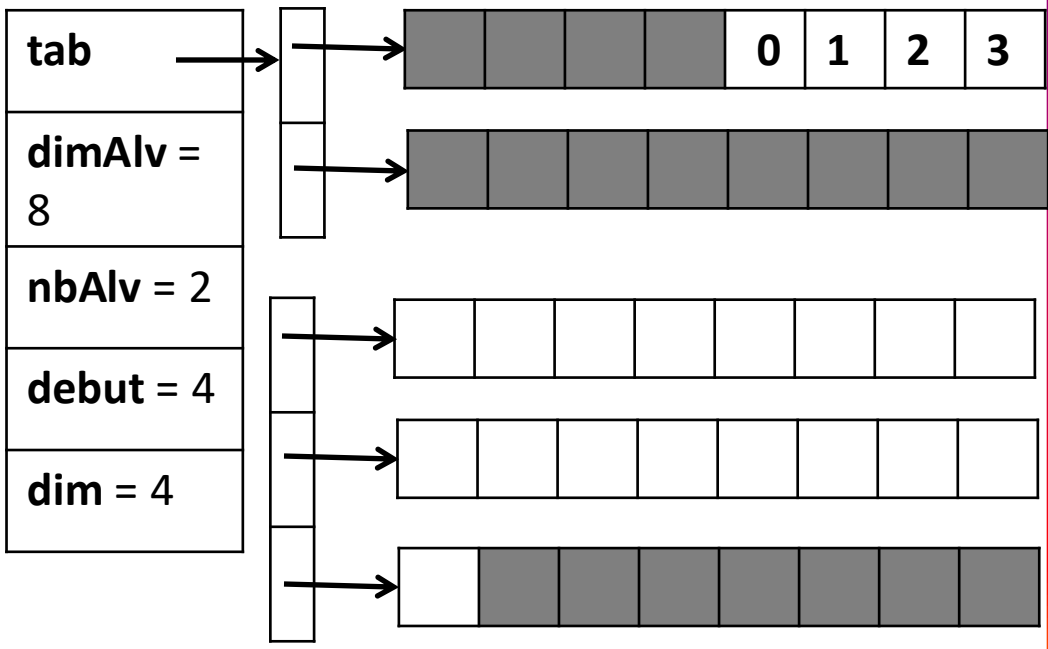 tab
0 1 2 3
dimAlv =
8
nbAlv = 2
debut = 4
dim = 4